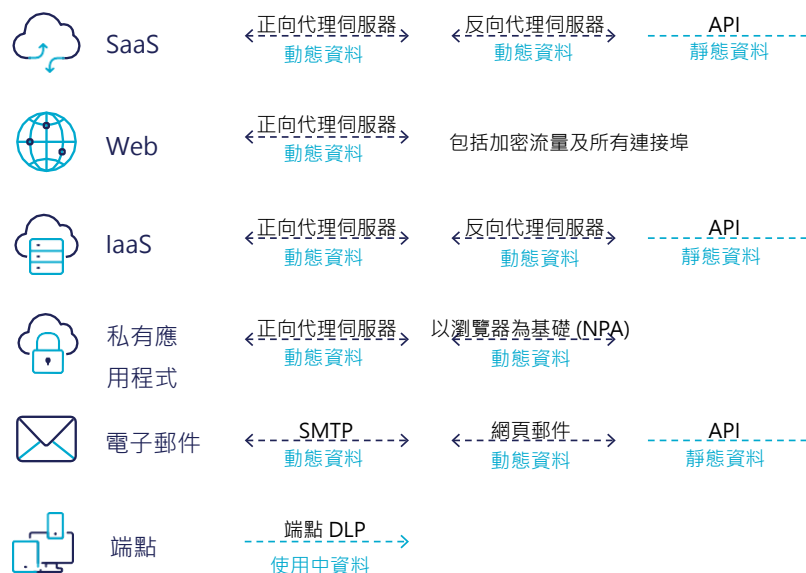 SaaS
正向代理伺服器
動態資料
反向代理伺服器
動態資料
API
靜態資料
Web
正向代理伺服器
動態資料
包括加密流量及所有連接埠
IaaS
正向代理伺服器
動態資料
反向代理伺服器
動態資料
API
靜態資料
私有應
用程式
正向代理伺服器
動態資料
以瀏覽器為基礎 (NPA)
動態資料
電子郵件
SMTP
動態資料
網頁郵件
動態資料
API
靜態資料
端點
端點 DLP
使用中資料